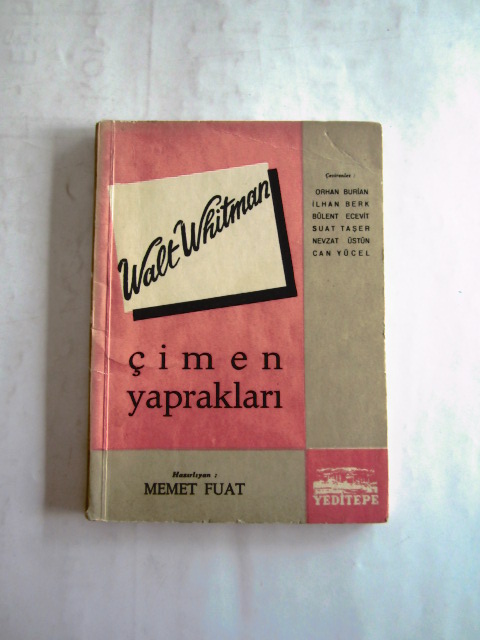 Walt Whitman
çimen
yaprakları
Çevirenler :
ORHAN BURİAN
İLHAN BERK
BÜLENT ECEVİT
SUAT TAŞER
NEVZAT ÜSTÜN
CAN YÜCEL
Hazırlıyan :
MEMET FUAT
YEDİTEPE